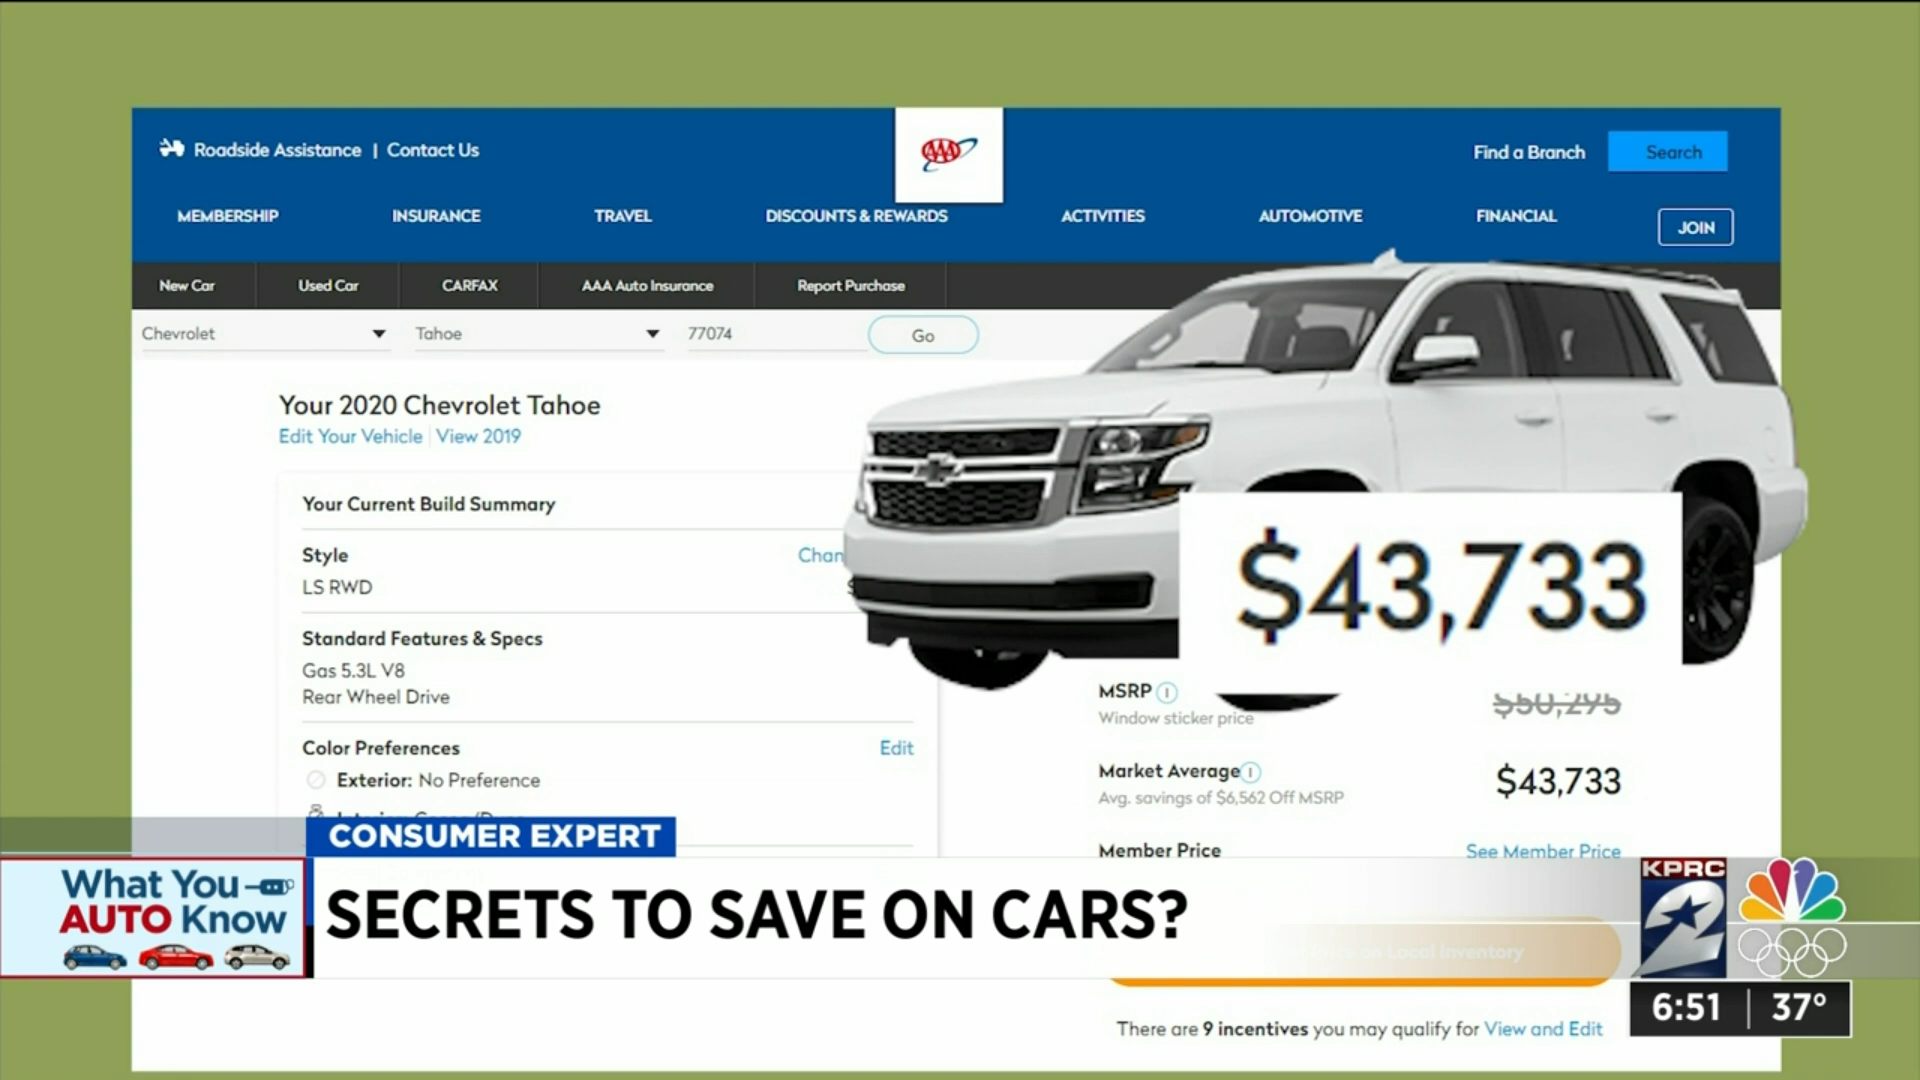 Roadside Assistance | Contact Us
AAA
Find a Branch
Search
MEMBERSHIP INSURANCE TRAVEL DISCOUNTS & REWARDS ACTIVITIES AUTOMOTIVE FINANCIAL
JOIN
New Car Used Car CARFAX AAA Auto Insurance Report Purchase
Chevrolet Tahoe 77074 Go
Your 2020 Chevrolet Tahoe
Edit Your Vehicle View 2019
Your Current Build Summary
Style Chan
LS RWD
$43,733
Standard Features & Specs
Gas 5.3L V8
Rear Wheel Drive
MSRP $50,295
Window sticker price
Color Preferences Edit
Exterior: No Preference
Market Average $43,733
Avg. savings of $6,562 Off MSRP
Member Price See Member Price
CONSUMER EXPERT
What You
AUTO Know
SECRETS TO SAVE ON CARS?
Local Inventory
KPRC
2
6:51 37°
There are 9 incentives you may qualify for View and Edit